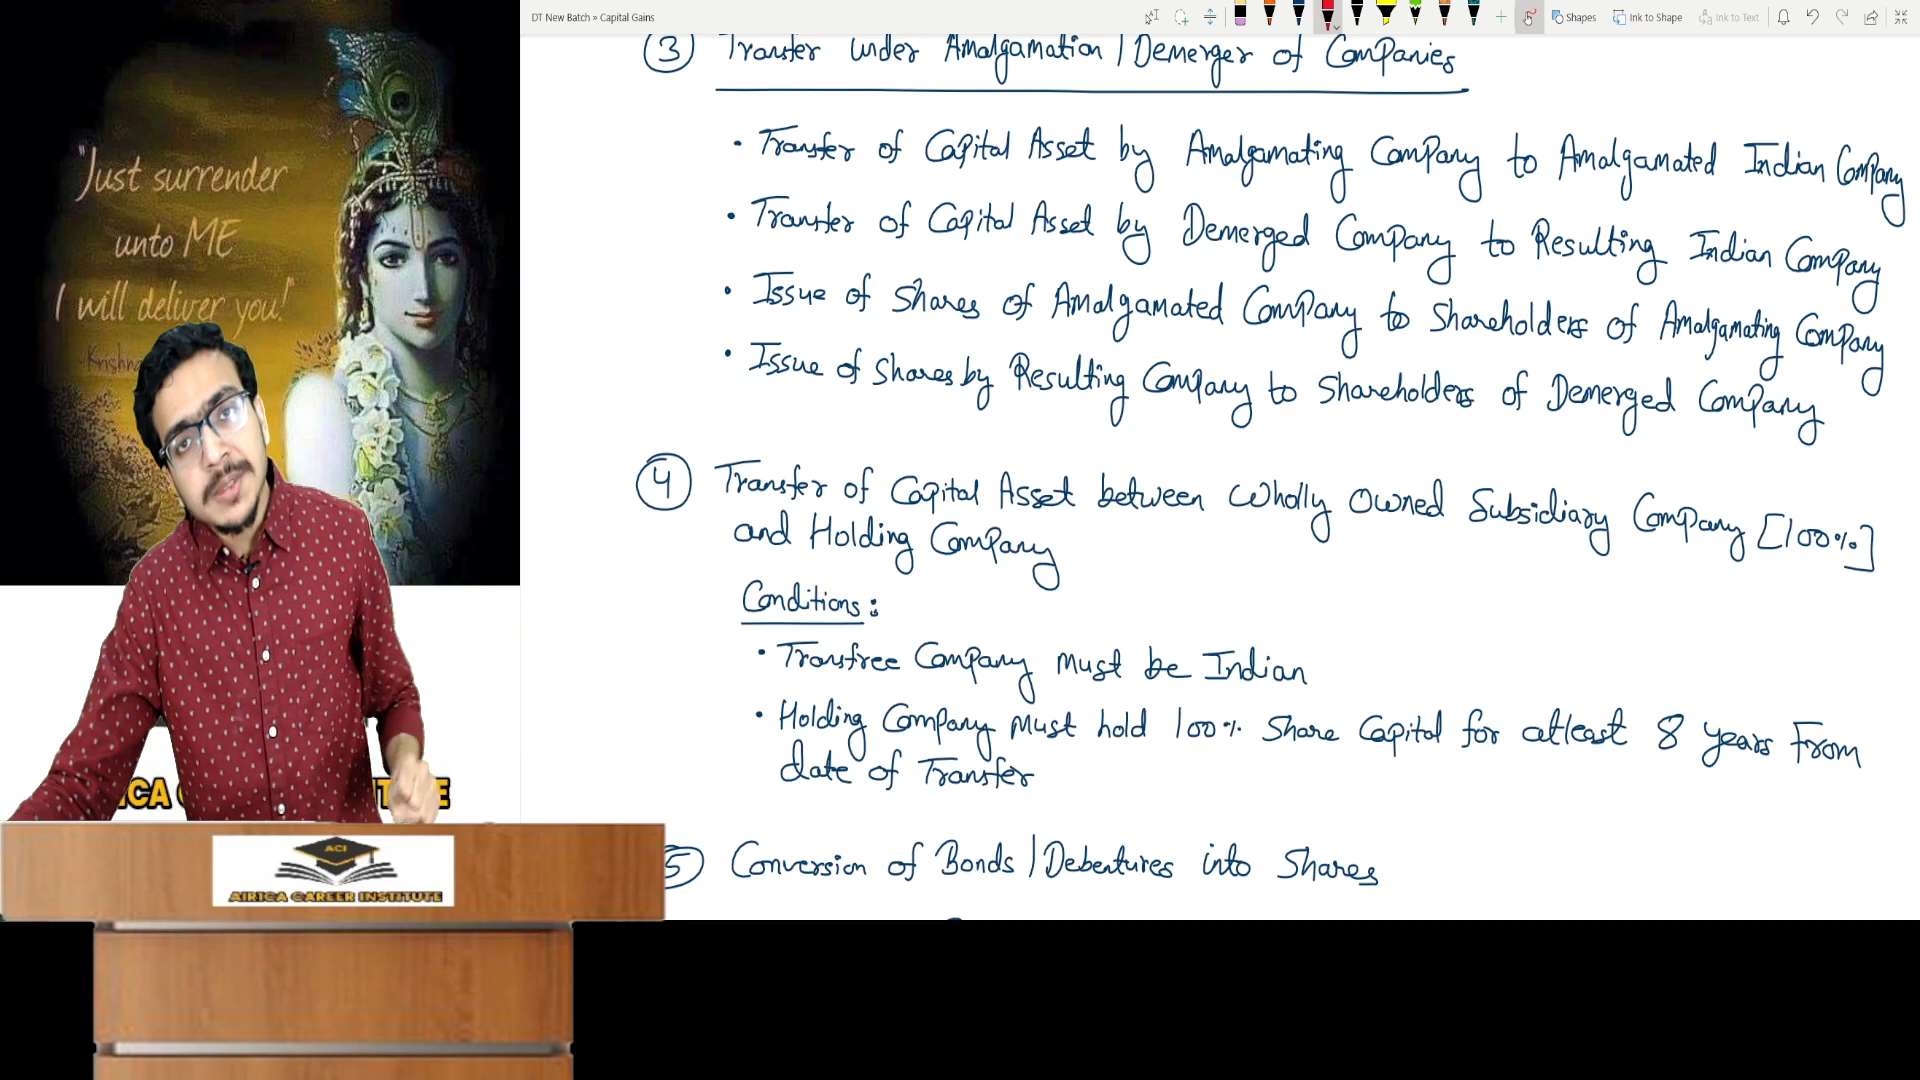 DT New Batch » Capital Gains
Shapes
Ink to Shape
Ink to Text
"Just surrender
unto ME
I will deliver you!"
Krishna
③ Transfer under Amalgamation / Demerger of Companies
• Transfer of Capital Asset by Amalgamating Company to Amalgamated Indian Company
• Transfer of Capital Asset by Demerged Company to Resulting Indian Company
• Issue of Shares of Amalgamated Company to Shareholders of Amalgamating Company
• Issue of Shares by Resulting Company to Shareholders of Demerged Company
④ Transfer of Capital Asset between Wholly Owned Subsidiary Company [100%]
and Holding Company
Conditions:
• Transfree Company must be Indian
• Holding Company must hold 100% Share Capital for atleast 8 years from
date of Transfer
⑤ Conversion of Bonds / Debentures into Shares
ACI
AIRICA CAREER INSTITUTE